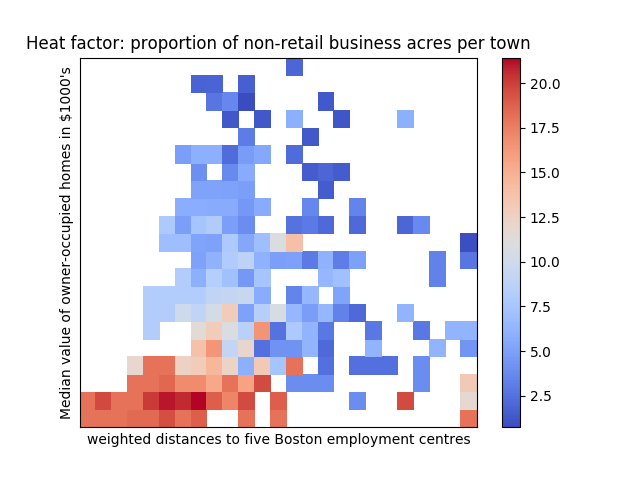 Heat factor: proportion of non-retail business acres per town
Median value of owner-occupied homes in $1000's
weighted distances to five Boston employment centres
20.0
17.5
15.0
12.5
10.0
7.5
5.0
2.5